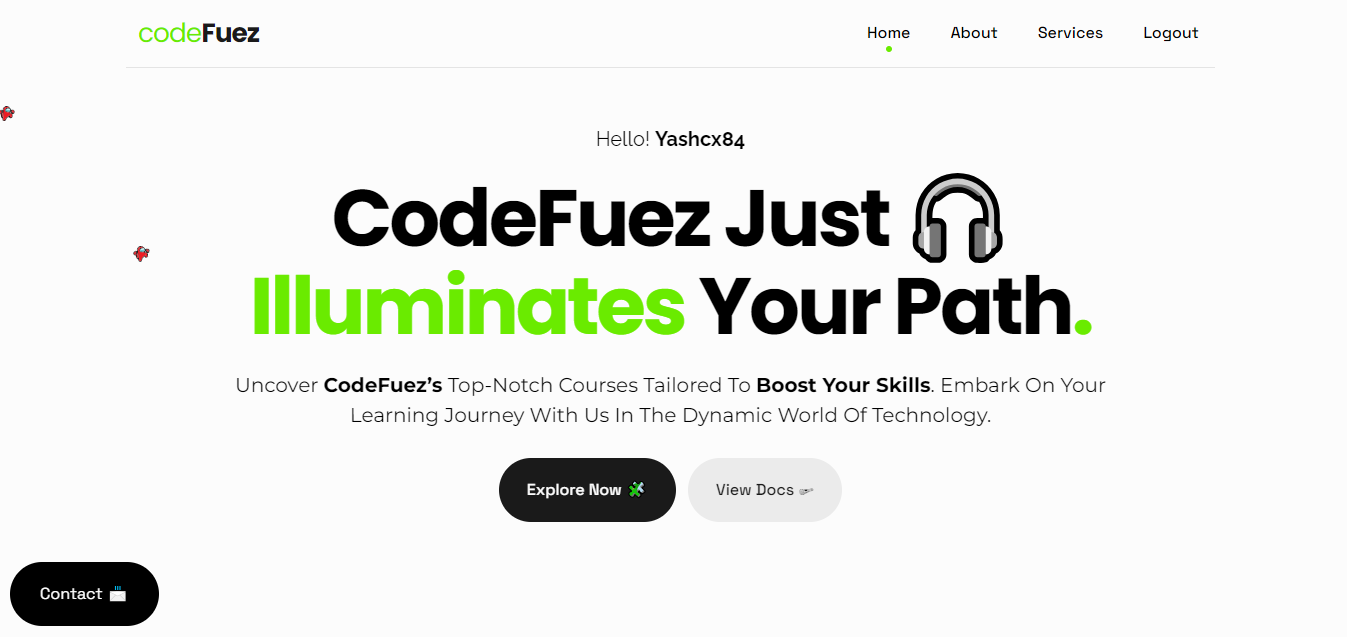 codeFuez
Home About Services Logout
Hello! Yashcx84
CodeFuez Just
Illuminates Your Path.
Uncover CodeFuez’s Top-Notch Courses Tailored To Boost Your Skills. Embark On Your
Learning Journey With Us In The Dynamic World Of Technology.
Explore Now View Docs
Contact